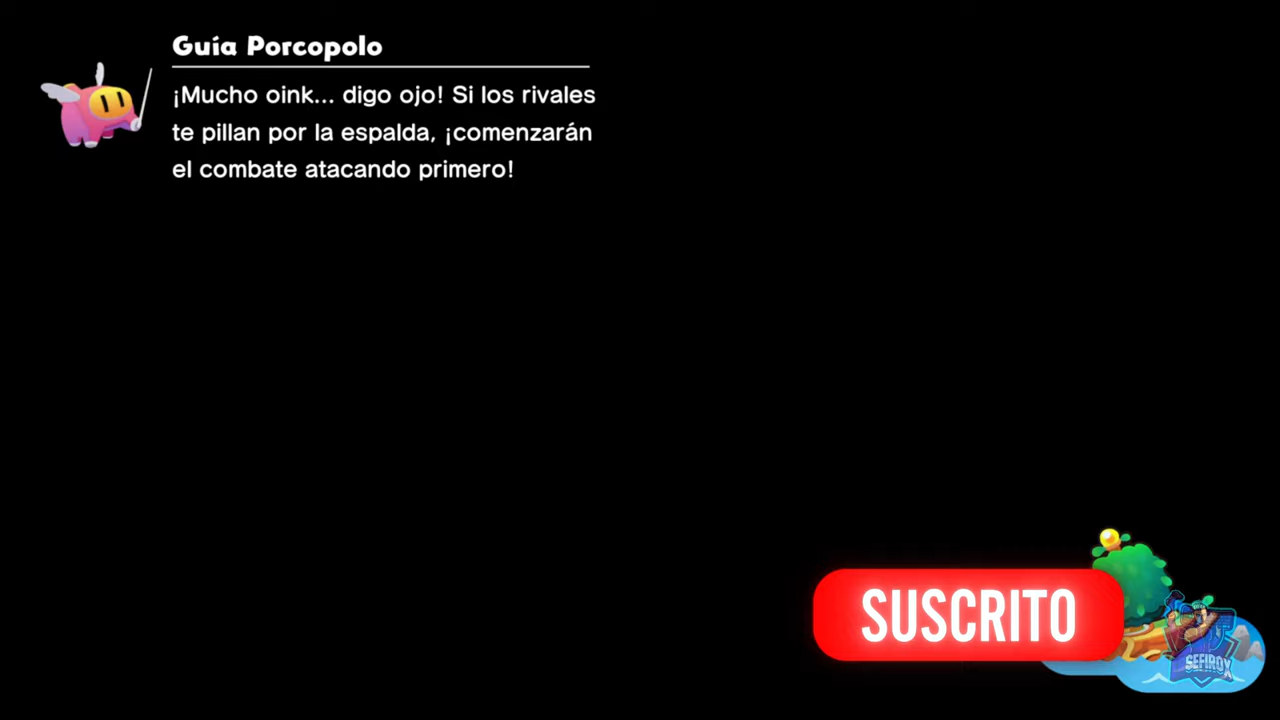 Guía Porcopolo
¡Mucho oink... digo ojo! Si los rivales
te pillan por la espalda, ¡comenzarán
el combate atacando primero!
SUSCRITO
SEFIROX